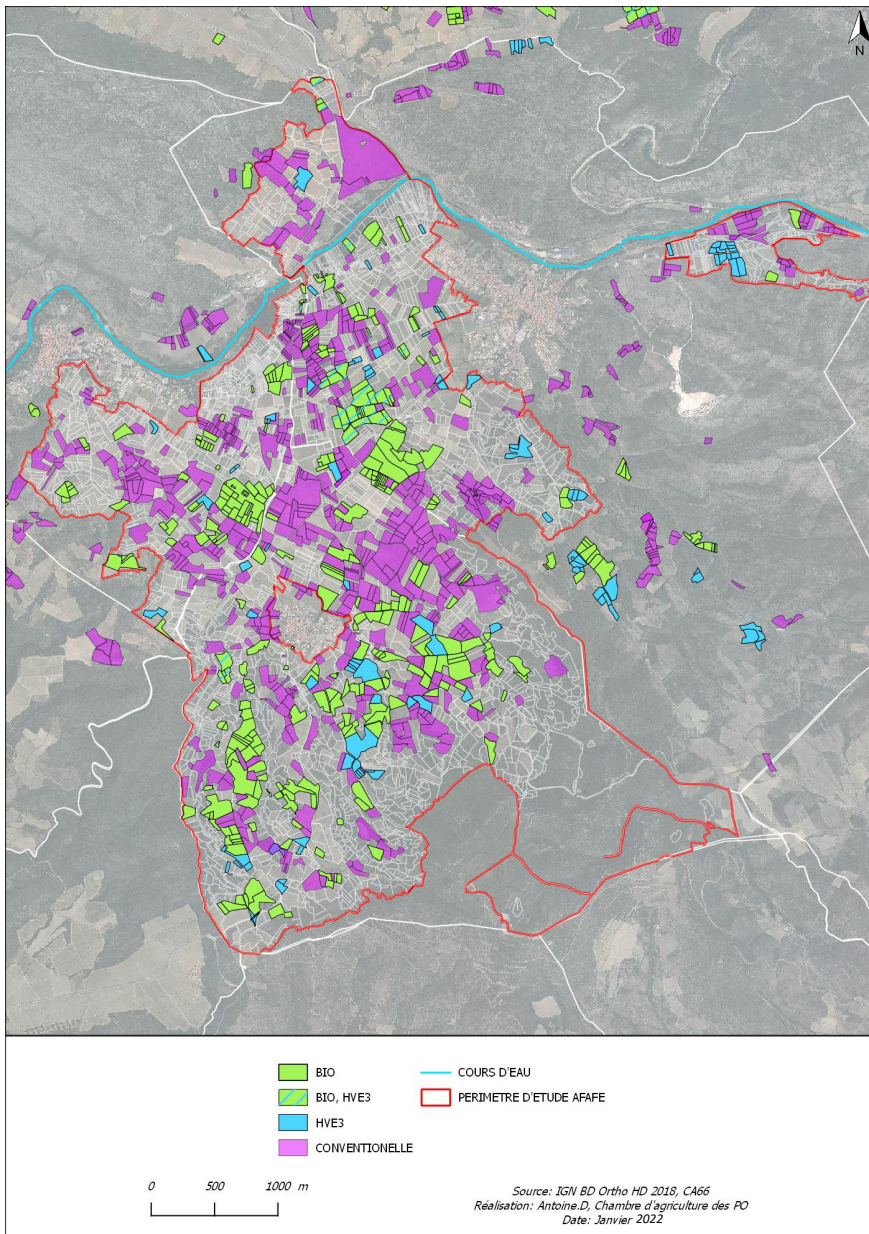 N
BIO
BIO, HVE3
HVE3
CONVENTIONELLE
COURS D'EAU
PERIMETRE D'ETUDE AFAFE
0 500 1000 m
Source: IGN BD Ortho HD 2018, CA66
Réalisation: Antoine.D, Chambre d'agriculture des PO
Date: Janvier 2022